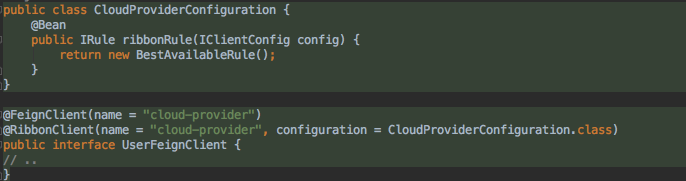 public class CloudProviderConfiguration {
@Bean
public IRule ribbonRule(IClientConfig config) {
return new BestAvailableRule();
}
}
@FeignClient(name = "cloud-provider")
@RibbonClient(name = "cloud-provider", configuration = CloudProviderConfiguration.class)
public interface UserFeignClient {
// ..
}